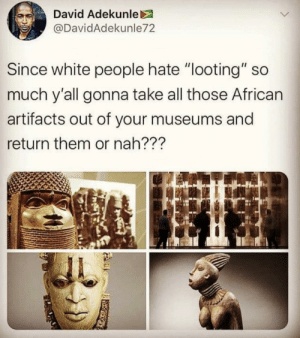 David Adekunle🇬🇾
@DavidAdekunle72
Since white people hate "looting" so
much y'all gonna take all those African
artifacts out of your museums and
return them or nah???